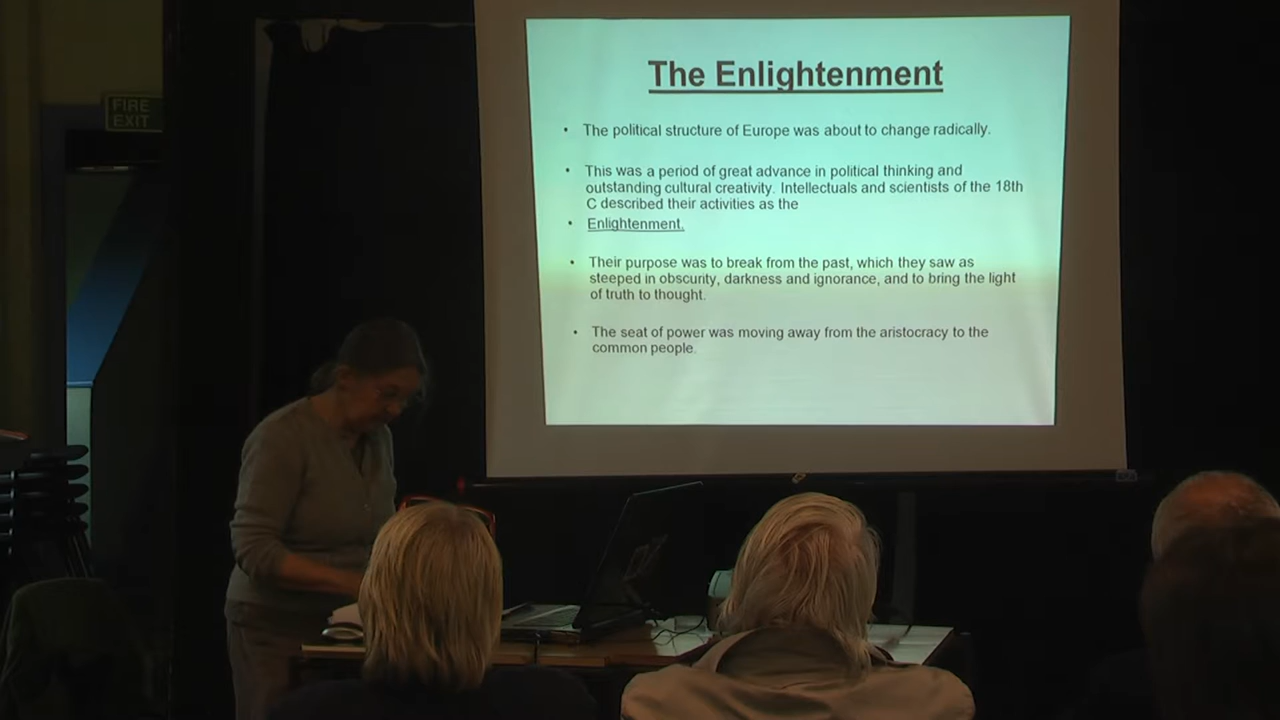 FIRE
EXIT
The Enlightenment
• The political structure of Europe was about to change radically.
• This was a period of great advance in political thinking and
outstanding cultural creativity. Intellectuals and scientists of the 18th
C described their activities as the
• Enlightenment.
• Their purpose was to break from the past, which they saw as
steeped in obscurity, darkness and ignorance, and to bring the light
of truth to thought.
• The seat of power was moving away from the aristocracy to the
common people.